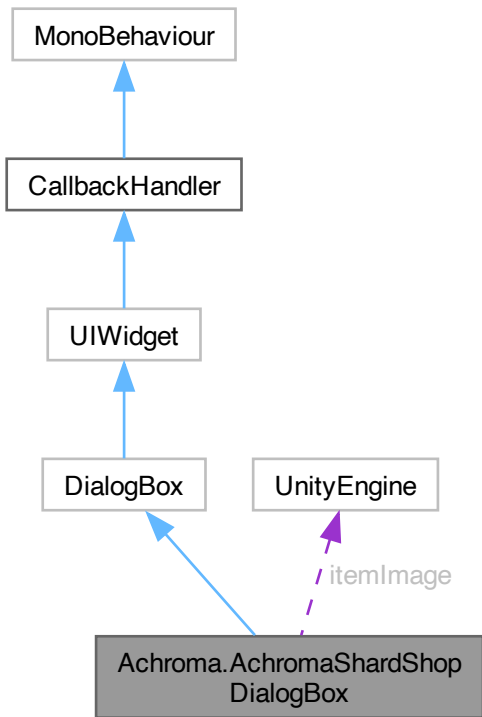 MonoBehaviour
CallbackHandler
UIWidget
DialogBox
UnityEngine
itemImage
Achroma.AchromaShardShop
DialogBox